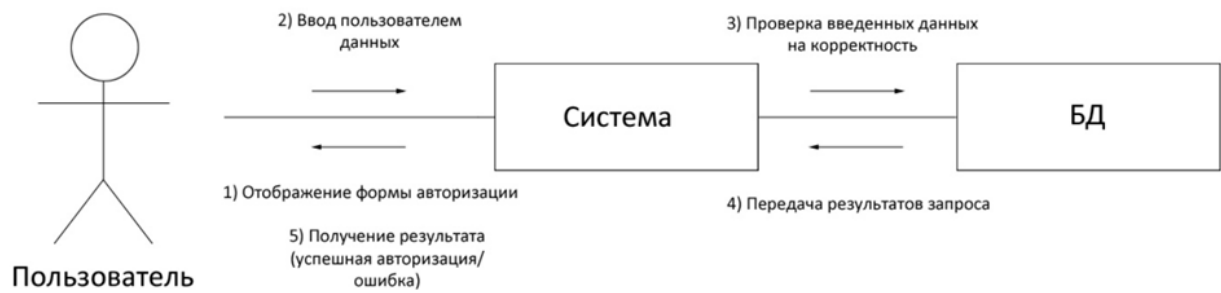 2) Ввод пользователем
данных
3) Проверка введенных данных
на корректность
Система
БД
1) Отображение формы авторизации
4) Передача результатов запроса
5) Получение результата
(успешная авторизация/
ошибка)
Пользователь